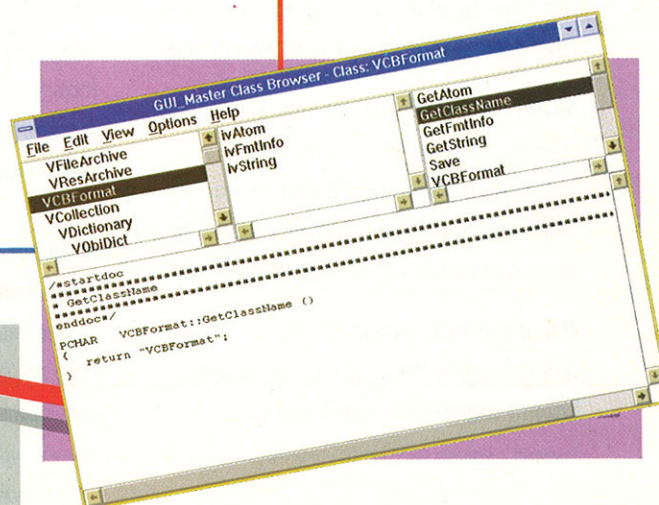 GUI_Master Class Browser - Class: VCBFormat
File Edit View Options Help
VFileArchive
VResArchive
VCBFormat
VCollection
VDictionary
VObjDict
ivAtom
ivFmtInfo
ivString
GetAtom
GetClassName
GetFmtInfo
GetString
Save
VCBFormat
/*startdoc
**********************************************************************
* GetClassName
**********************************************************************
enddoc*/
PCHAR VCBFormat::GetClassName ()
{
return "VCBFormat";
}